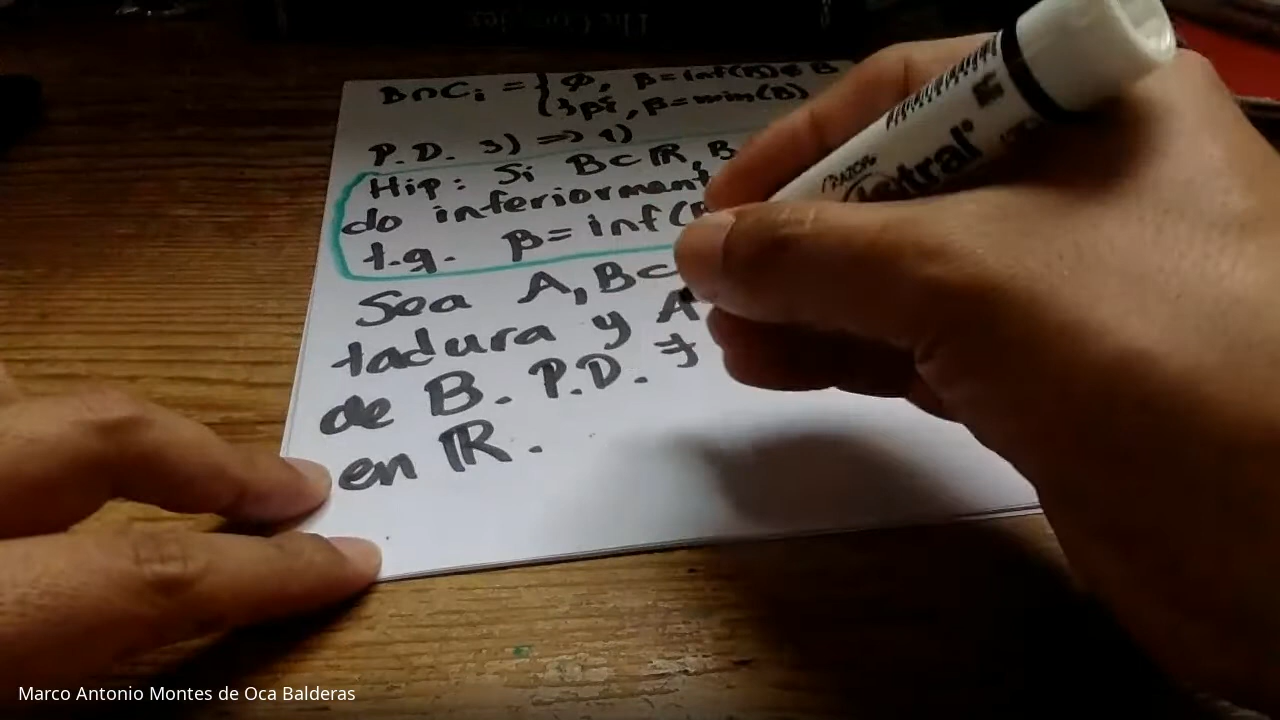 B∩Ci = { ∅, β=inf(B)∉B
{β}, β=min(B)
P.D. 3) => 1)
Hip: Si B⊂ℝ, B
do inferiorment
t.q. β=inf(B
Sea A, B⊂
tadura y A
de B. P.D. ∃
en ℝ.
RAZOR
Marco Antonio Montes de Oca Balderas